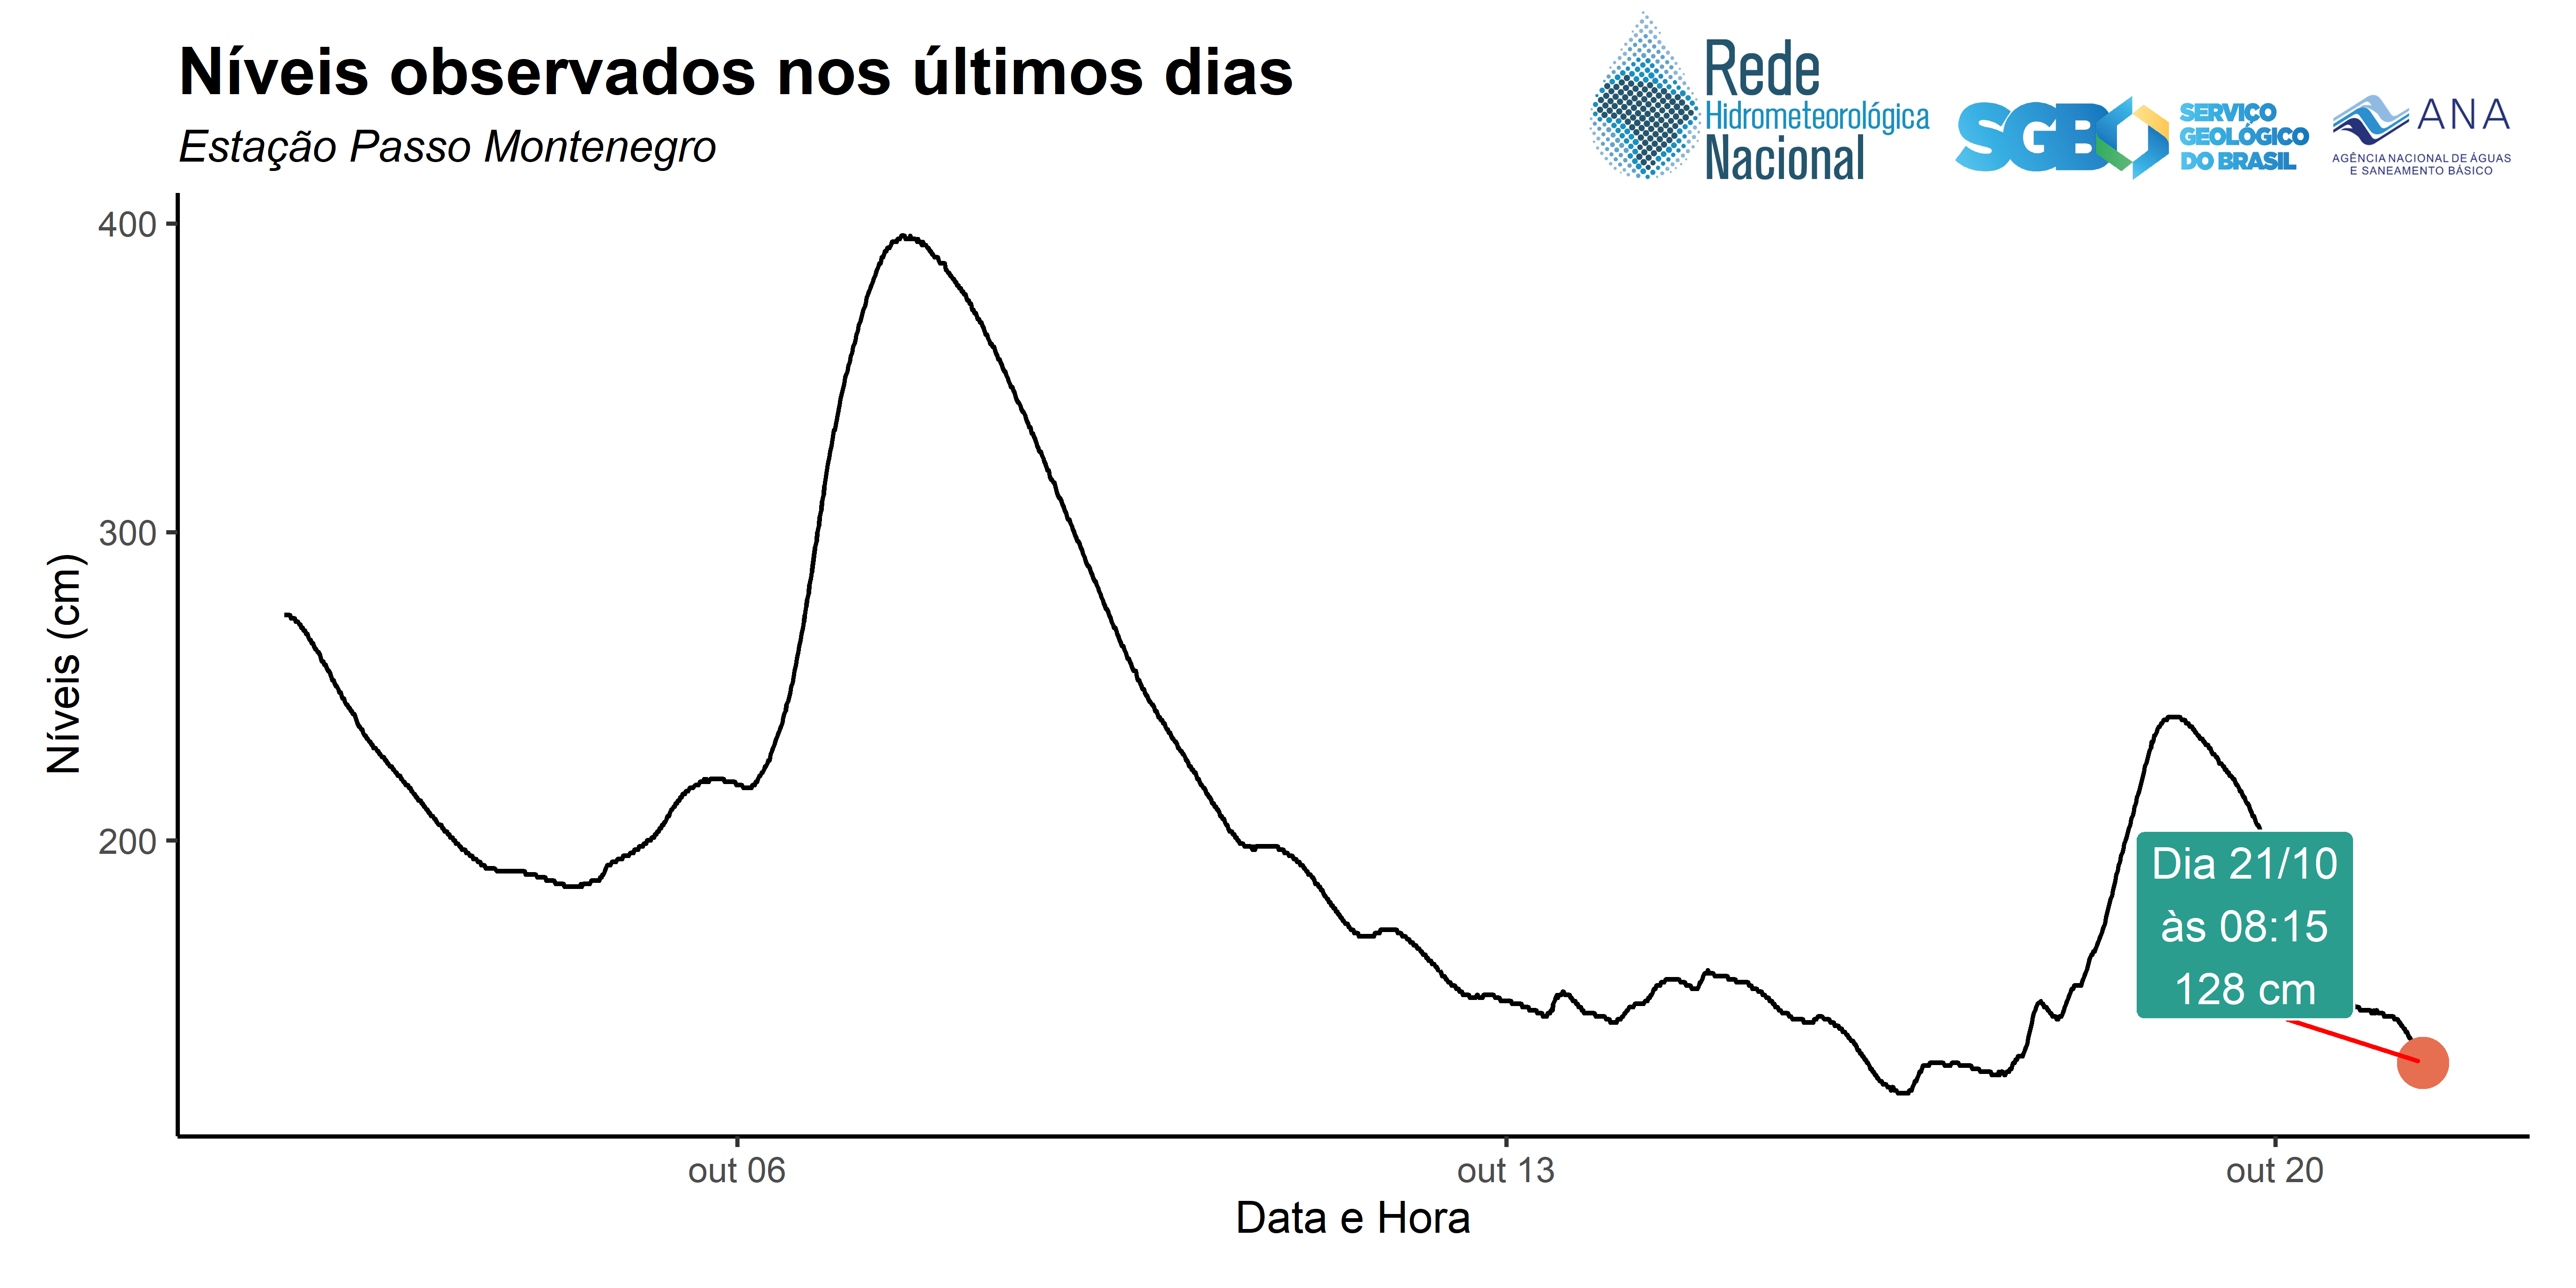 Níveis observados nos últimos dias
Estação Passo Montenegro
Rede
Hidrometeorológica
Nacional
SGB
SERVIÇO
GEOLÓGICO
DO BRASIL
ANA
AGÊNCIA NACIONAL DE ÁGUAS
E SANEAMENTO BÁSICO
Níveis (cm)
400
300
200
Dia 21/10
às 08:15
128 cm
out 06
out 13
out 20
Data e Hora